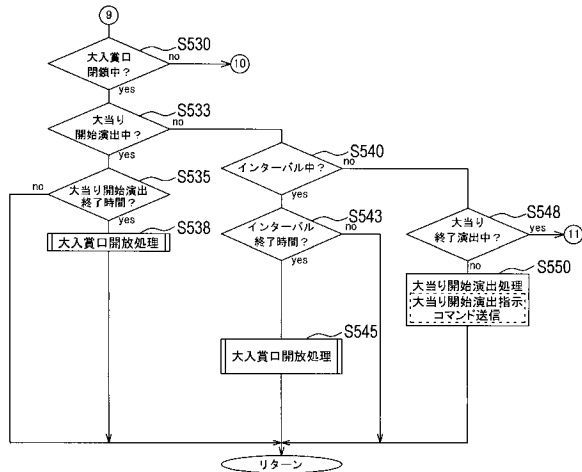 9
S530
大入賞口
閉鎖中?
no
10
yes
S533
大当り
開始演出中?
no
yes
S535
no
大当り開始演出
終了時間?
yes
S538
大入賞口開放処理
S540
インターバル中?
no
yes
S543
インターバル
終了時間?
no
yes
S545
大入賞口開放処理
S548
大当り
終了演出中?
yes
11
no
S550
大当り開始演出処理
大当り開始演出指示
コマンド送信
リターン